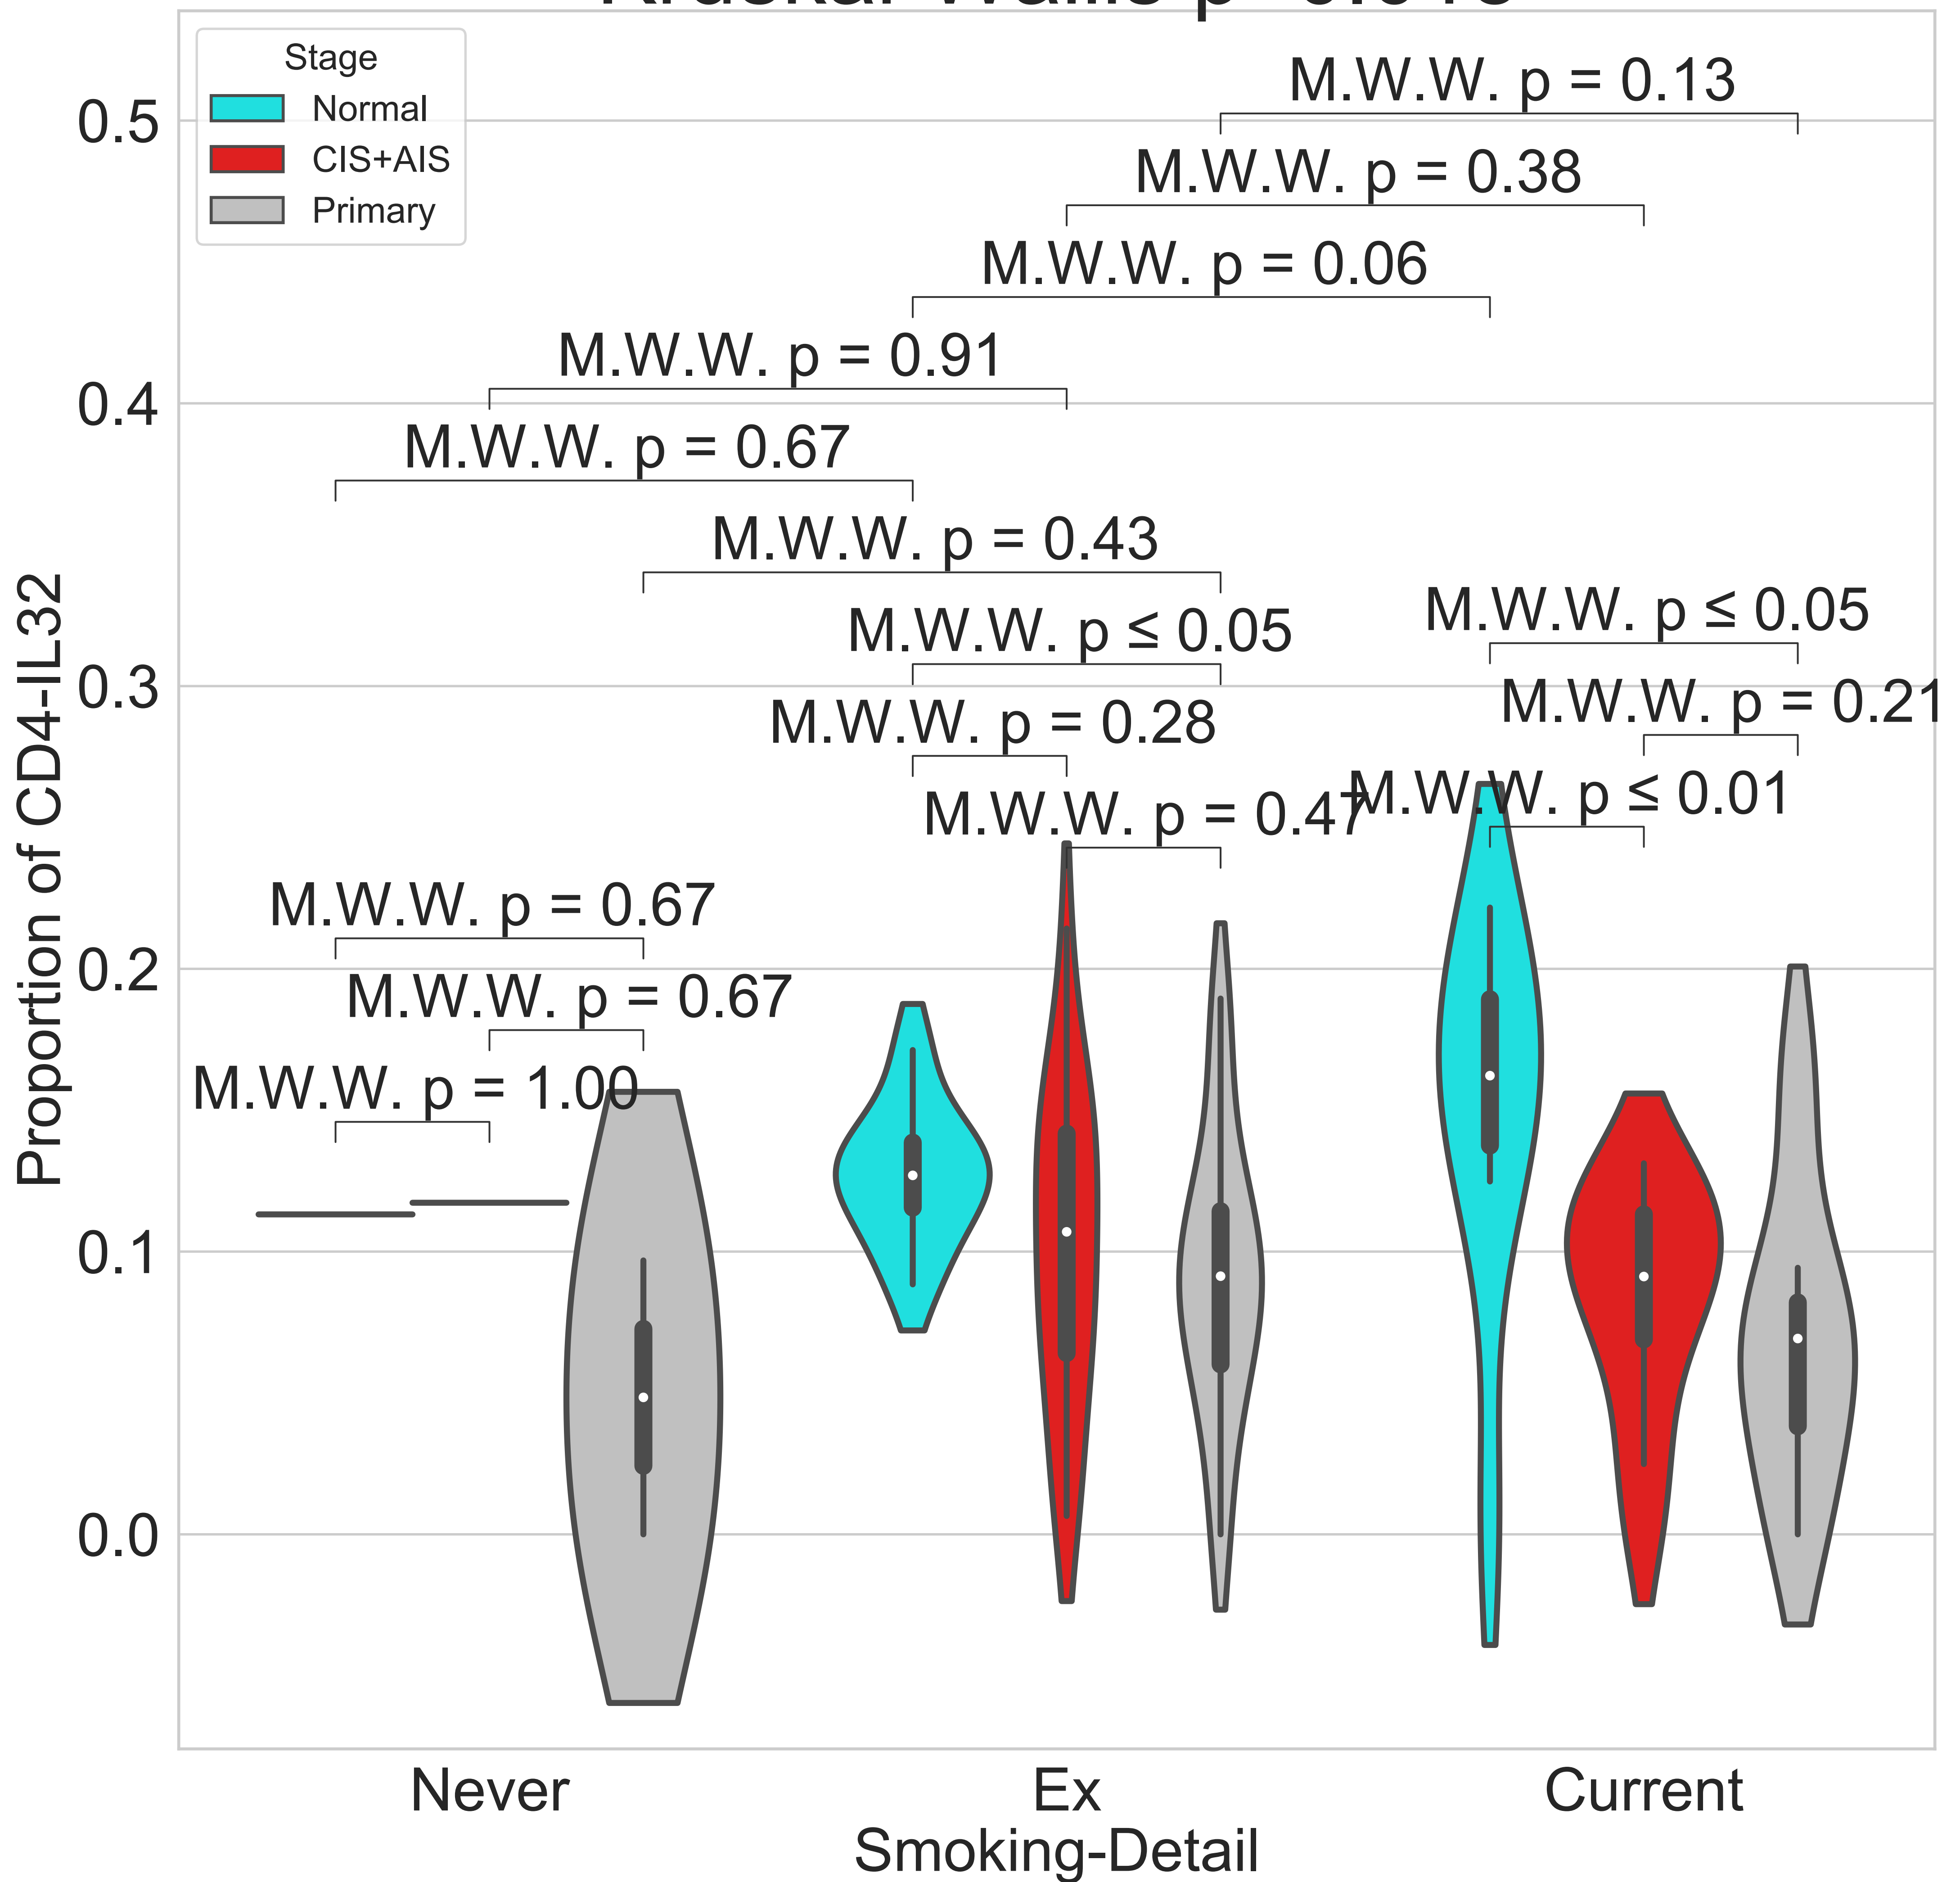 Stage
Normal
CIS+AIS
Primary
M.W.W. p = 0.13
M.W.W. p = 0.38
M.W.W. p = 0.06
M.W.W. p = 0.91
M.W.W. p = 0.67
M.W.W. p = 0.43
M.W.W. p ≤ 0.05
M.W.W. p ≤ 0.05
M.W.W. p = 0.28
M.W.W. p = 0.21
M.W.W. p = 0.47
M.W.W. p ≤ 0.01
M.W.W. p = 0.67
M.W.W. p = 0.67
M.W.W. p = 1.00
0.5
0.4
0.3
0.2
0.1
0.0
Proportion of CD4-IL32
Never
Ex
Current
Smoking-Detail